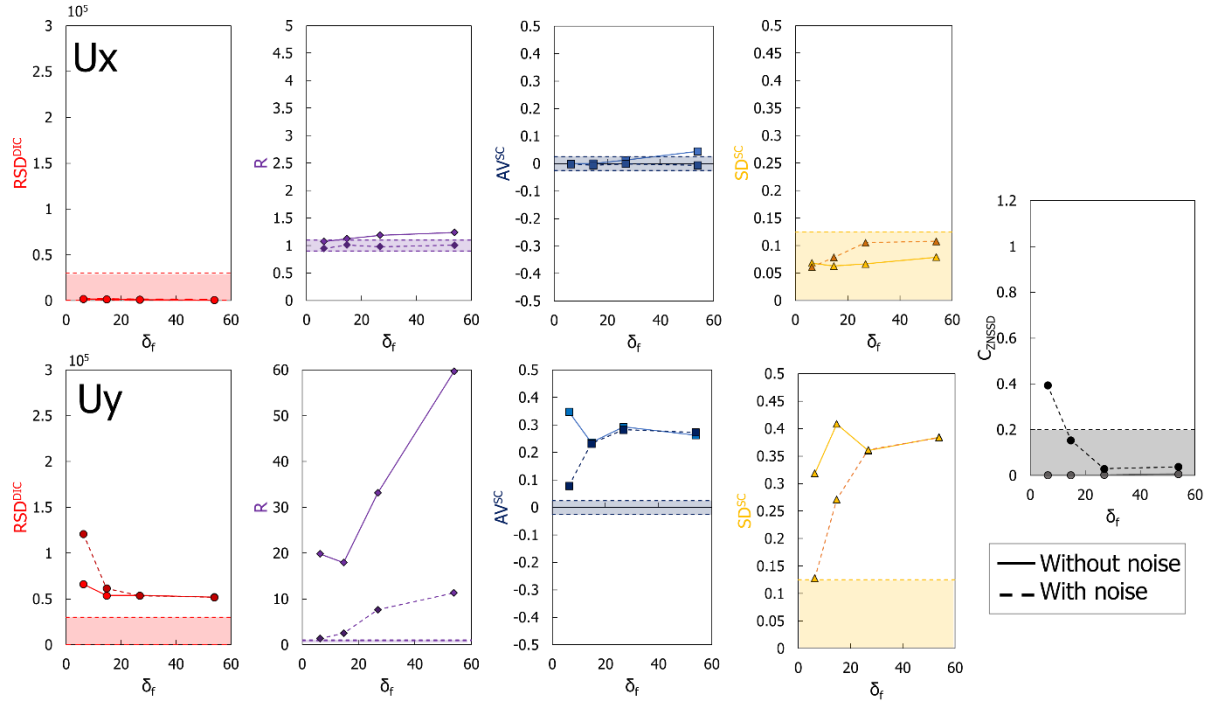 10^5
3
2.5
2
1.5
1
0.5
0
Ux
RSD^DIC
0 20 40 60
δ_f
5
4.5
4
3.5
3
2.5
2
1.5
1
0.5
0
R
0 20 40 60
δ_f
0.5
0.4
0.3
0.2
0.1
0
-0.1
-0.2
-0.3
-0.4
-0.5
AV^SC
0 20 40 60
δ_f
0.5
0.45
0.4
0.35
0.3
0.25
0.2
0.15
0.1
0.05
0
SD^SC
0 20 40 60
δ_f
10^5
3
2.5
2
1.5
1
0.5
0
Uy
RSD^DIC
0 20 40 60
δ_f
60
50
40
30
20
10
0
R
0 20 40 60
δ_f
0.5
0.4
0.3
0.2
0.1
0
-0.1
-0.2
-0.3
-0.4
-0.5
AV^SC
0 20 40 60
δ_f
0.5
0.45
0.4
0.35
0.3
0.25
0.2
0.15
0.1
0.05
0
SD^SC
0 20 40 60
δ_f
1.2
1
0.8
0.6
0.4
0.2
0
C_ZNSSD
0 20 40 60
δ_f
Without noise
With noise